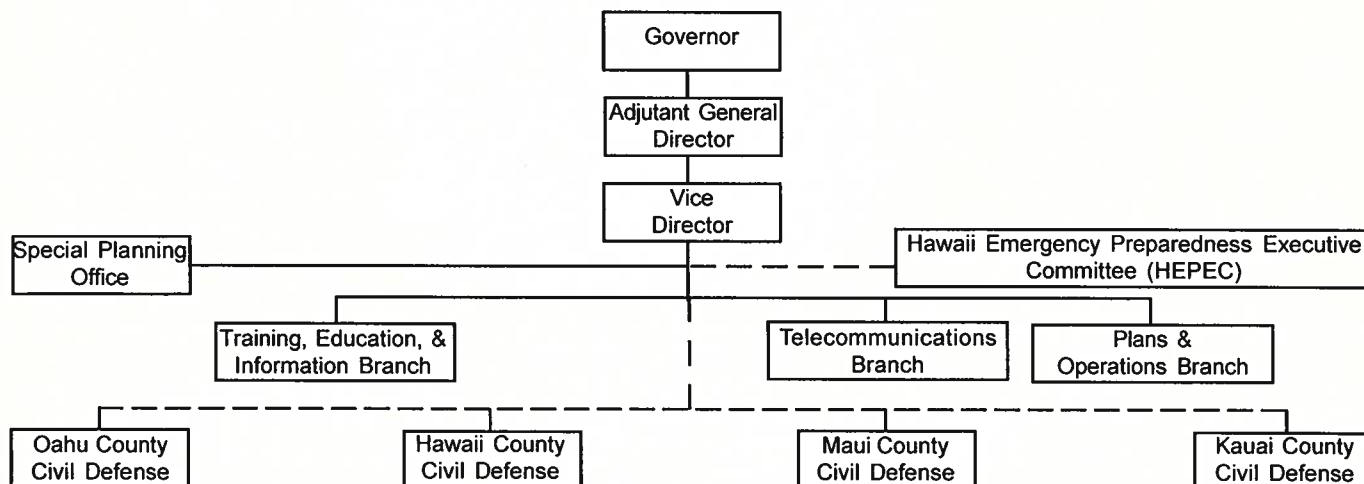 Governor
Adjutant General
Director
Vice
Director
Special Planning
Office
Hawaii Emergency Preparedness Executive
Committee (HEPEC)
Training, Education, &
Information Branch
Telecommunications
Branch
Plans &
Operations Branch
Oahu County
Civil Defense
Hawaii County
Civil Defense
Maui County
Civil Defense
Kauai County
Civil Defense